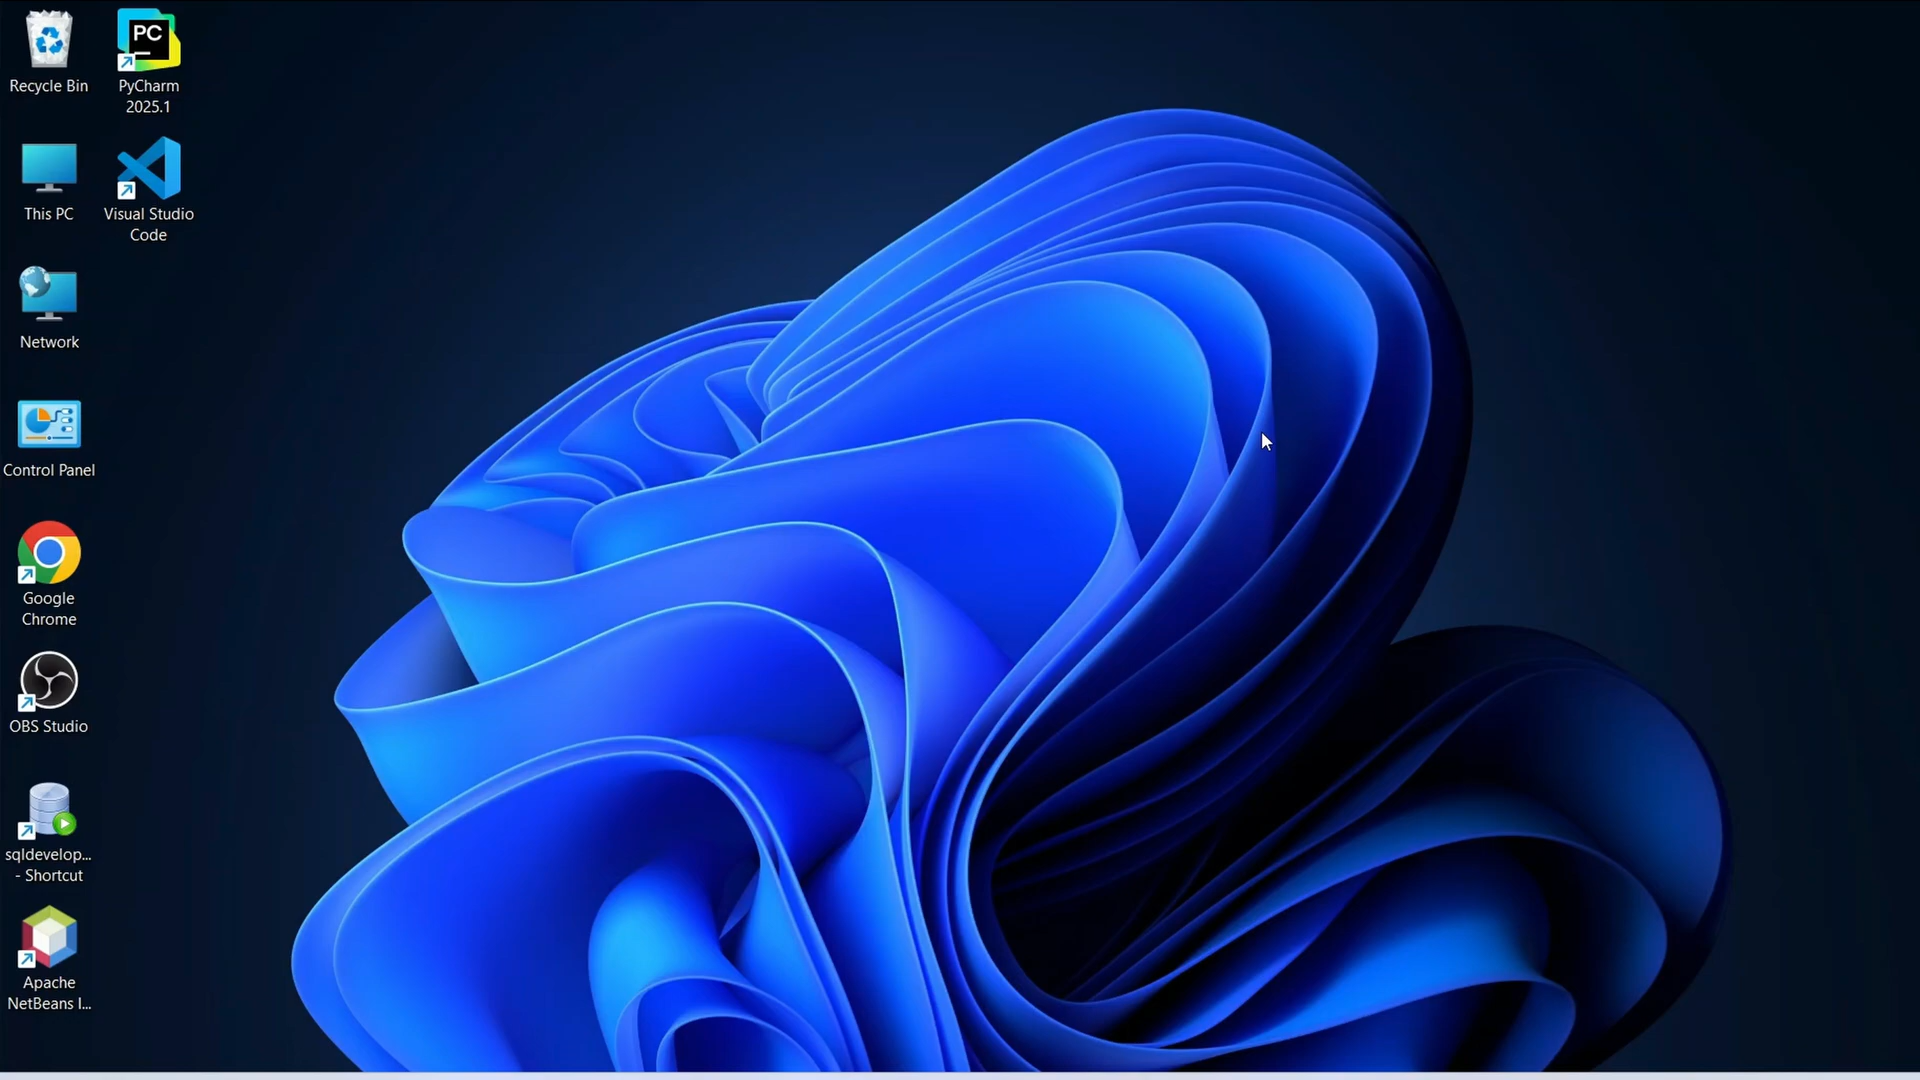 Recycle Bin
PC
PyCharm
2025.1
This PC
Visual Studio
Code
Network
Control Panel
Google
Chrome
OBS Studio
sqldevelop...
- Shortcut
Apache
NetBeans I...